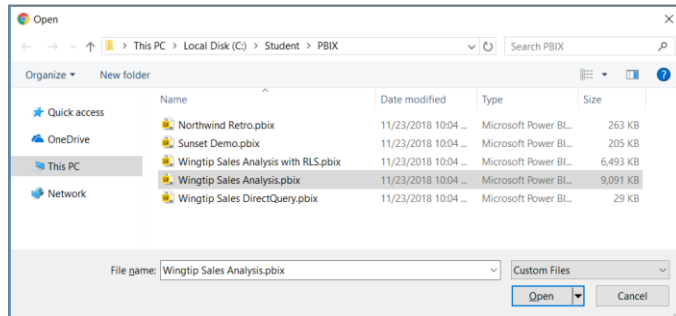 Open
This PC > Local Disk (C:) > Student > PBIX
Search PBIX
Organize
New folder
Name Date modified Type Size
Quick access
OneDrive
This PC
Network
Northwind Retro.pbix 11/23/2018 10:04 ... Microsoft Power BI... 263 KB
Sunset Demo.pbix 11/23/2018 10:04 ... Microsoft Power BI... 205 KB
Wingtip Sales Analysis with RLS.pbix 11/23/2018 10:04 ... Microsoft Power BI... 6,493 KB
Wingtip Sales Analysis.pbix 11/23/2018 10:04 ... Microsoft Power BI... 9,091 KB
Wingtip Sales DirectQuery.pbix 11/23/2018 10:04 ... Microsoft Power BI... 29 KB
File name: Wingtip Sales Analysis.pbix Custom Files
Open Cancel